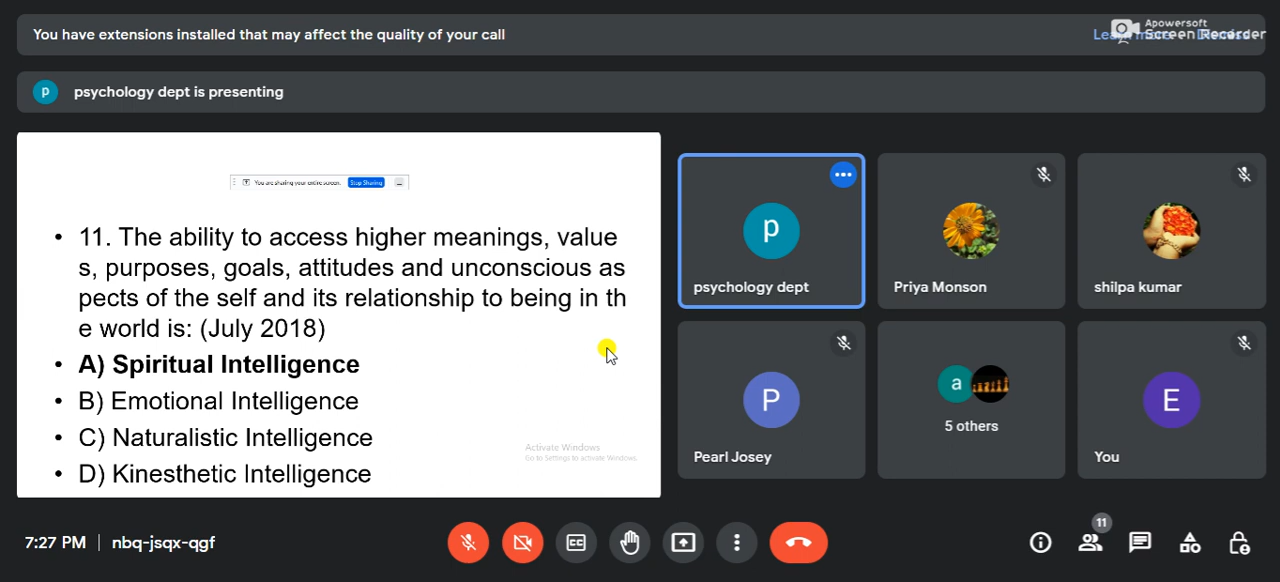 You have extensions installed that may affect the quality of your call
Apowersoft
Screen Recorder
p psychology dept is presenting
You are sharing your entire screen. Stop Sharing
• 11. The ability to access higher meanings, value
s, purposes, goals, attitudes and unconscious as
pects of the self and its relationship to being in th
e world is: (July 2018)
• A) Spiritual Intelligence
• B) Emotional Intelligence
• C) Naturalistic Intelligence
• D) Kinesthetic Intelligence
Activate Windows
Go to Settings to activate Windows.
p
psychology dept
Priya Monson
shilpa kumar
P
Pearl Josey
a
5 others
E
You
7:27 PM | nbq-jsqx-qgf
CC
11